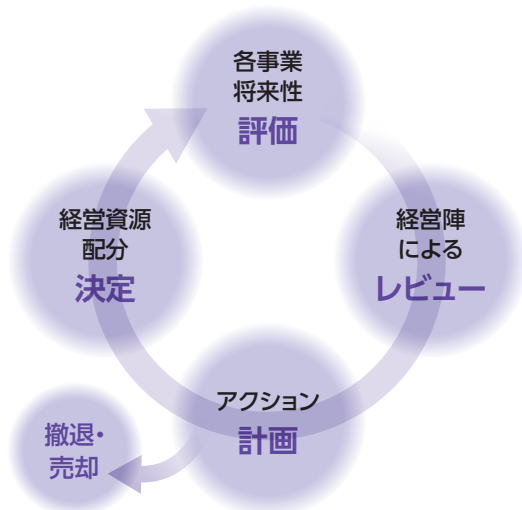 各事業
将来性
評価
経営陣
による
レビュー
アクション
計画
撤退・
売却
経営資源
配分
決定